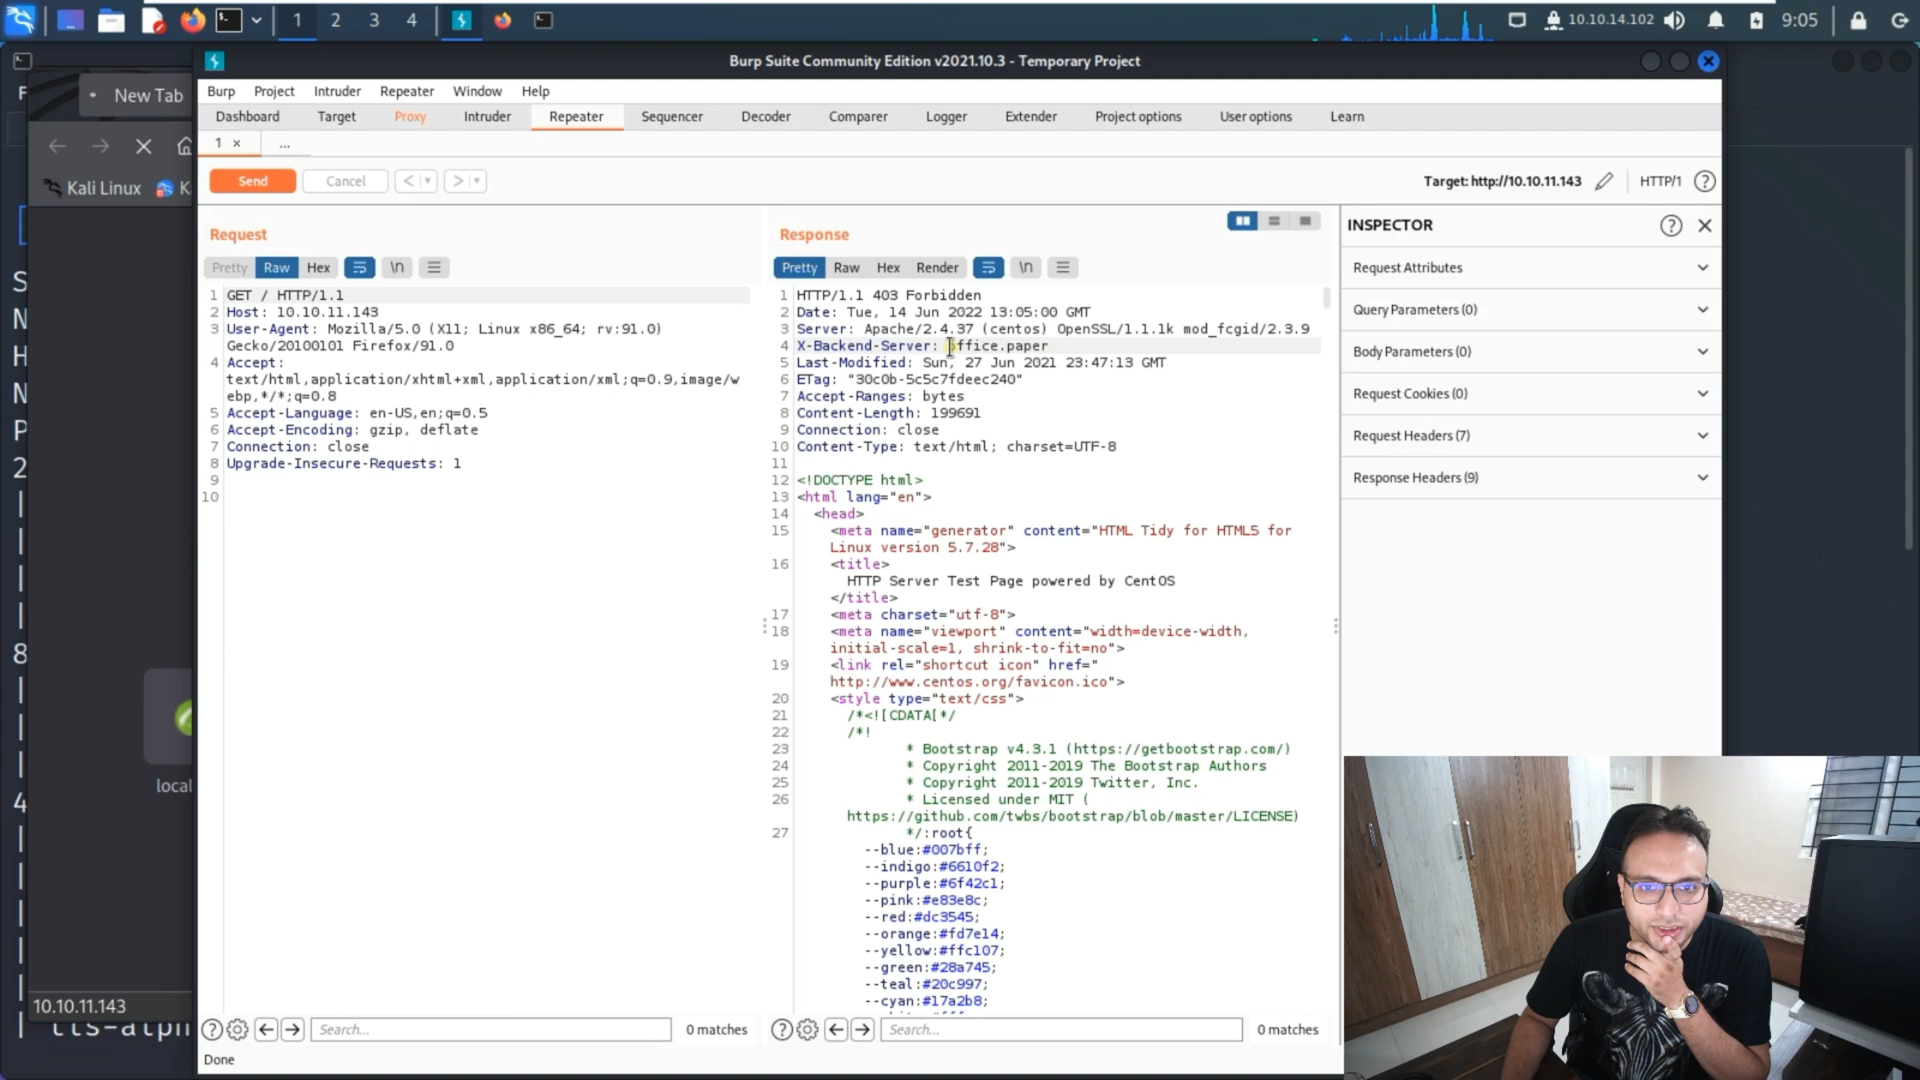 1
2
3
4
10.10.14.102
9:05
Burp Suite Community Edition v2021.10.3 - Temporary Project
New Tab
Burp Project Intruder Repeater Window Help
Dashboard Target Proxy Intruder Repeater Sequencer Decoder Comparer Logger Extender Project options User options Learn
1 × ...
Kali Linux
Send Cancel < > Target: http://10.10.11.143 HTTP/1 ?
Request
Pretty Raw Hex \n
1 GET / HTTP/1.1
2 Host: 10.10.11.143
3 User-Agent: Mozilla/5.0 (X11; Linux x86_64; rv:91.0)
Gecko/20100101 Firefox/91.0
4 Accept:
text/html,application/xhtml+xml,application/xml;q=0.9,image/w
ebp,*/*;q=0.8
5 Accept-Language: en-US,en;q=0.5
6 Accept-Encoding: gzip, deflate
7 Connection: close
8 Upgrade-Insecure-Requests: 1
9
10
Search... 0 matches
Response
Pretty Raw Hex Render \n
1 HTTP/1.1 403 Forbidden
2 Date: Tue, 14 Jun 2022 13:05:00 GMT
3 Server: Apache/2.4.37 (centos) OpenSSL/1.1.1k mod_fcgid/2.3.9
4 X-Backend-Server: office.paper
5 Last-Modified: Sun, 27 Jun 2021 23:47:13 GMT
6 ETag: "30c0b-5c5c7fdeec240"
7 Accept-Ranges: bytes
8 Content-Length: 199691
9 Connection: close
10 Content-Type: text/html; charset=UTF-8
11
12 <!DOCTYPE html>
13 <html lang="en">
14 <head>
15 <meta name="generator" content="HTML Tidy for HTML5 for
Linux version 5.7.28">
16 <title>
HTTP Server Test Page powered by CentOS
</title>
17 <meta charset="utf-8">
18 <meta name="viewport" content="width=device-width,
initial-scale=1, shrink-to-fit=no">
19 <link rel="shortcut icon" href="
http://www.centos.org/favicon.ico">
20 <style type="text/css">
21 /*<![CDATA[*/
22 /*!
23 * Bootstrap v4.3.1 (https://getbootstrap.com/)
24 * Copyright 2011-2019 The Bootstrap Authors
25 * Copyright 2011-2019 Twitter, Inc.
26 * Licensed under MIT (
https://github.com/twbs/bootstrap/blob/master/LICENSE)
27 */:root{
--blue:#007bff;
--indigo:#6610f2;
--purple:#6f42c1;
--pink:#e83e8c;
--red:#dc3545;
--orange:#fd7e14;
--yellow:#ffc107;
--green:#28a745;
--teal:#20c997;
--cyan:#17a2b8;
Search... 0 matches
INSPECTOR
Request Attributes
Query Parameters (0)
Body Parameters (0)
Request Cookies (0)
Request Headers (7)
Response Headers (9)
local
10.10.11.143
Done